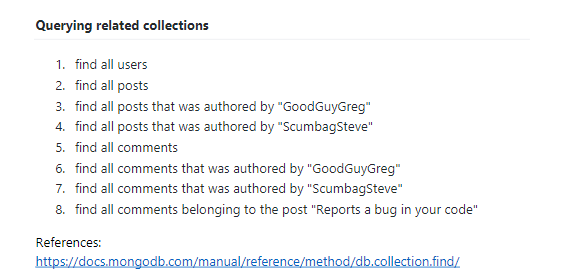 Querying related collections
1. find all users
2. find all posts
3. find all posts that was authored by "GoodGuyGreg"
4. find all posts that was authored by "ScumbagSteve"
5. find all comments
6. find all comments that was authored by "GoodGuyGreg"
7. find all comments that was authored by "ScumbagSteve"
8. find all comments belonging to the post "Reports a bug in your code"
References:
https://docs.mongodb.com/manual/reference/method/db.collection.find/